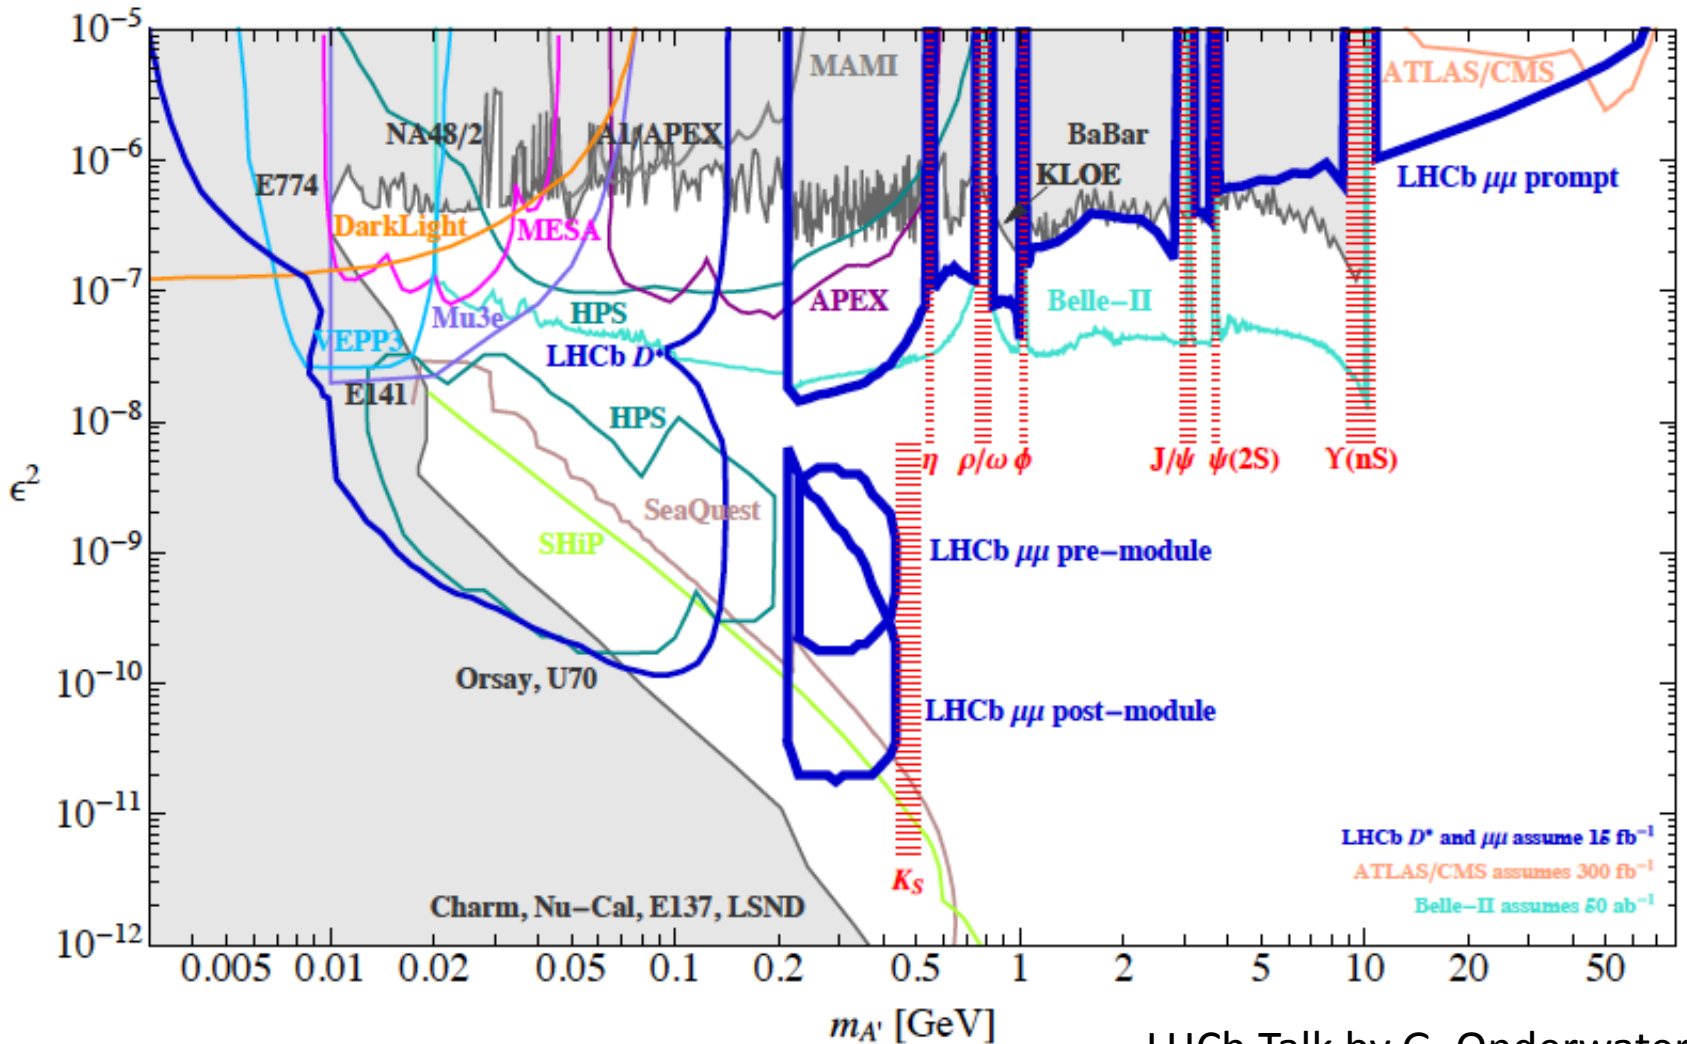 10⁻⁵
10⁻⁶
10⁻⁷
10⁻⁸
10⁻⁹
10⁻¹⁰
10⁻¹¹
10⁻¹²
ϵ²
MAMI
ATLAS/CMS
NA48/2
A1/APEX
BaBar
KLOE
LHCb μμ prompt
E774
DarkLight
MESA
HPS
APEX
Belle−II
Mu3e
VEPP3
LHCb D*
E141
HPS
η
ρ/ω
ϕ
J/ψ
ψ(2S)
Υ(nS)
SeaQuest
SHiP
LHCb μμ pre−module
Orsay, U70
LHCb μμ post−module
LHCb D* and μμ assume 15 fb⁻¹
ATLAS/CMS assumes 300 fb⁻¹
Belle−II assumes 50 ab⁻¹
K_S
Charm, Nu−Cal, E137, LSND
0.005 0.01 0.02 0.05 0.1 0.2 0.5 1 2 5 10 20 50
m_A' [GeV]
LHCb Talk by G. Onderwater